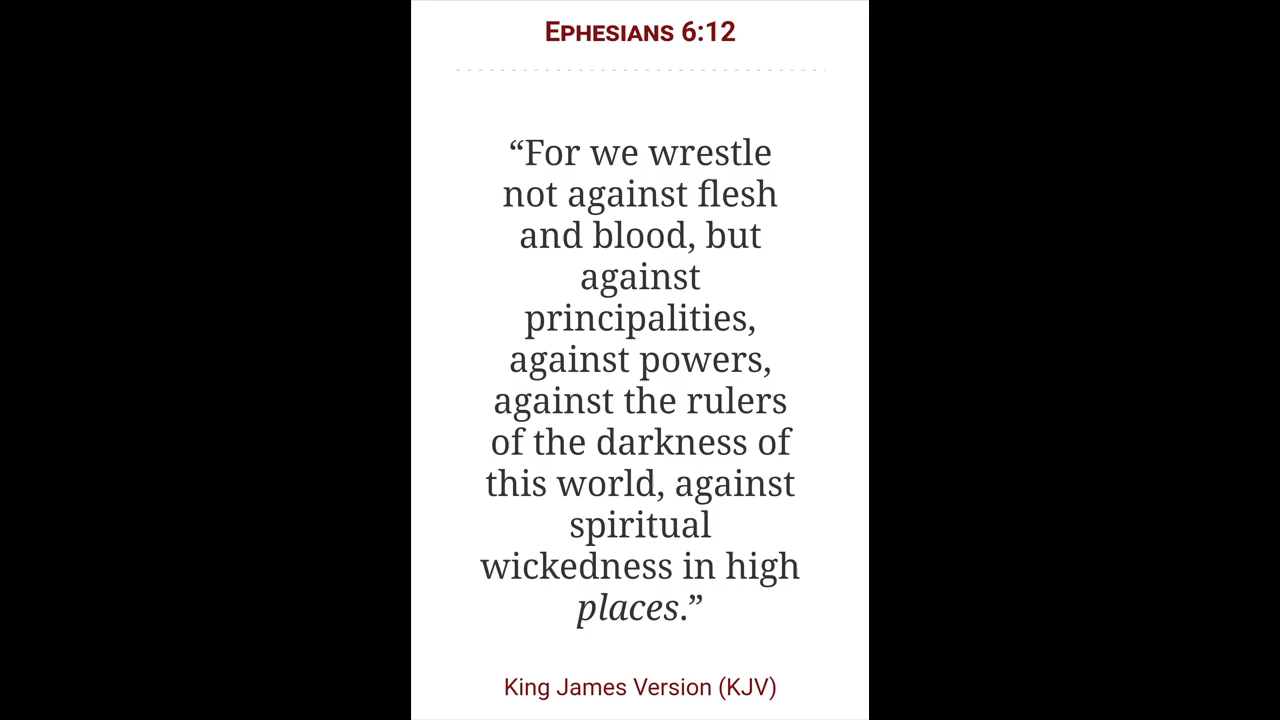 Ephesians 6:12
“For we wrestle
not against flesh
and blood, but
against
principalities,
against powers,
against the rulers
of the darkness of
this world, against
spiritual
wickedness in high
places.”
King James Version (KJV)